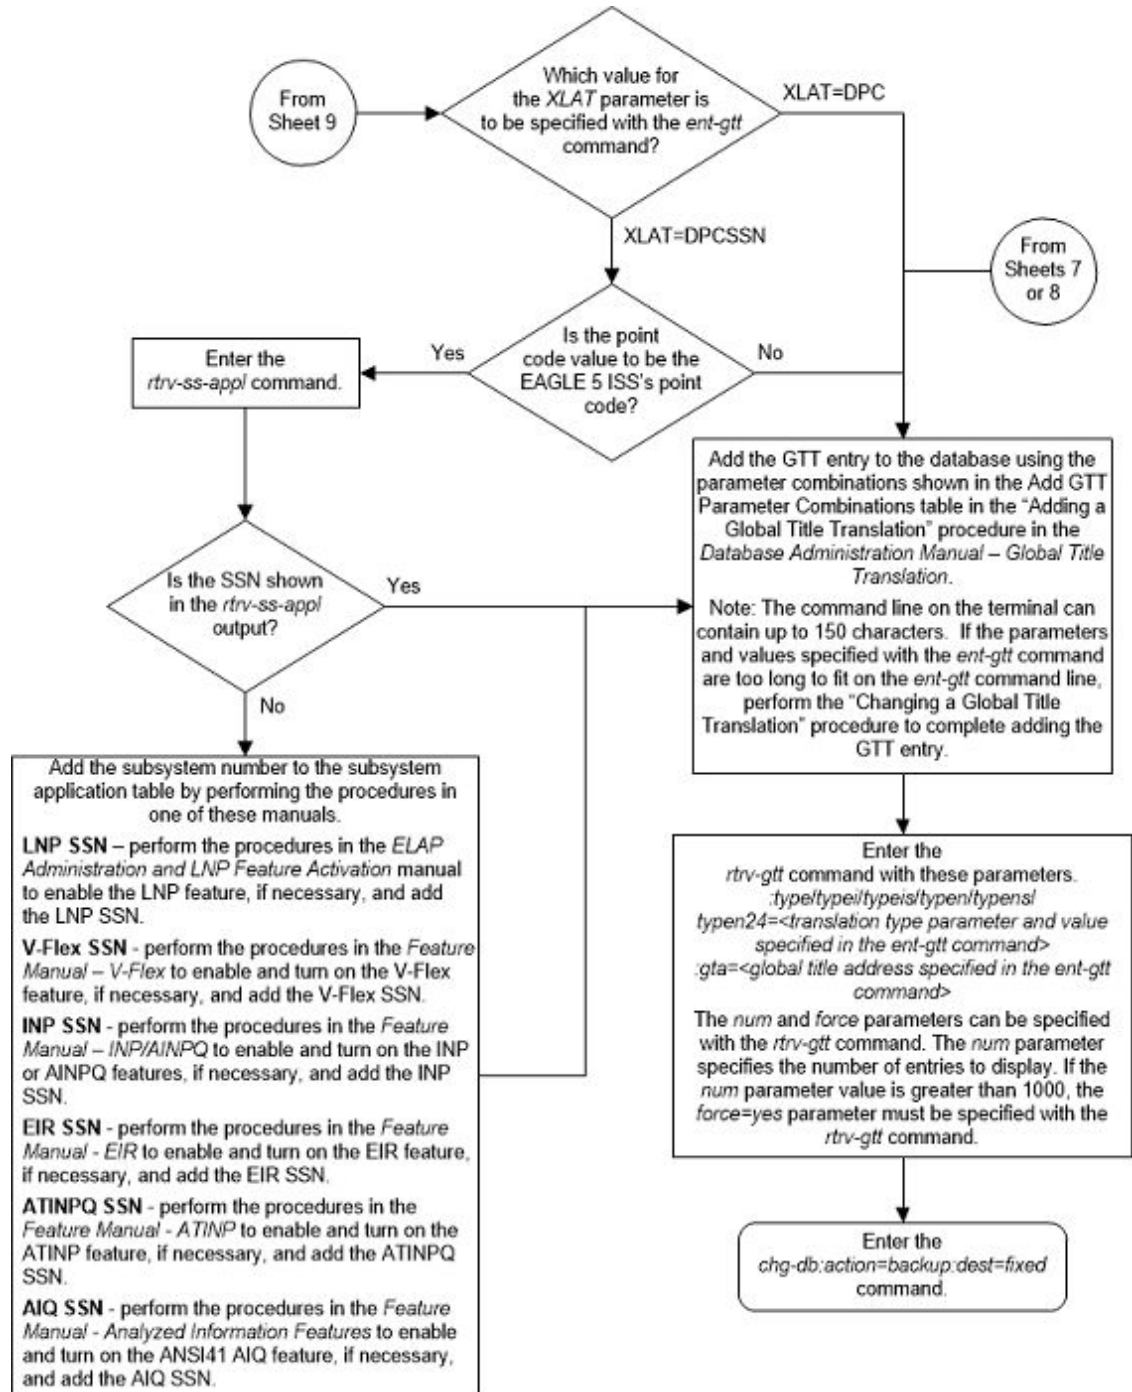 From
Sheet 9
Which value for
the XLAT parameter is
to be specified with the ent-gtt
command?
XLAT=DPC
XLAT=DPCSSN
From
Sheets 7
or 8
Is the point
code value to be the
EAGLE 5 ISS's point
code?
Yes
No
Enter the
rtrv-ss-appl command.
Is the SSN shown
in the rtrv-ss-appl
output?
Yes
No
Add the GTT entry to the database using the
parameter combinations shown in the Add GTT
Parameter Combinations table in the “Adding a
Global Title Translation” procedure in the
Database Administration Manual – Global Title
Translation.
Note: The command line on the terminal can
contain up to 150 characters.  If the parameters
and values specified with the ent-gtt command
are too long to fit on the ent-gtt command line,
perform the “Changing a Global Title
Translation” procedure to complete adding the
GTT entry.
Add the subsystem number to the subsystem
application table by performing the procedures in
one of these manuals.
LNP SSN – perform the procedures in the ELAP
Administration and LNP Feature Activation manual
to enable the LNP feature, if necessary, and add
the LNP SSN.
V-Flex SSN - perform the procedures in the Feature
Manual – V-Flex to enable and turn on the V-Flex
feature, if necessary, and add the V-Flex SSN.
INP SSN - perform the procedures in the Feature
Manual – INP/AINPQ to enable and turn on the INP
or AINPQ features, if necessary, and add the INP
SSN.
EIR SSN - perform the procedures in the Feature
Manual - EIR to enable and turn on the EIR feature,
if necessary, and add the EIR SSN.
ATINPQ SSN - perform the procedures in the
Feature Manual - ATINP to enable and turn on the
ATINP feature, if necessary, and add the ATINPQ
SSN.
AIQ SSN - perform the procedures in the Feature
Manual - Analyzed Information Features to enable
and turn on the ANSI41 AIQ feature, if necessary,
and add the AIQ SSN.
Enter the
rtrv-gtt command with these parameters.
:type/typei/typeis/typen/typens/
typen24=<translation type parameter and value
specified in the ent-gtt command>
:gta=<global title address specified in the ent-gtt
command>
The num and force parameters can be specified
with the rtrv-gtt command. The num parameter
specifies the number of entries to display. If the
num parameter value is greater than 1000, the
force=yes parameter must be specified with the
rtrv-gtt command.
Enter the
chg-db:action=backup:dest=fixed
command.